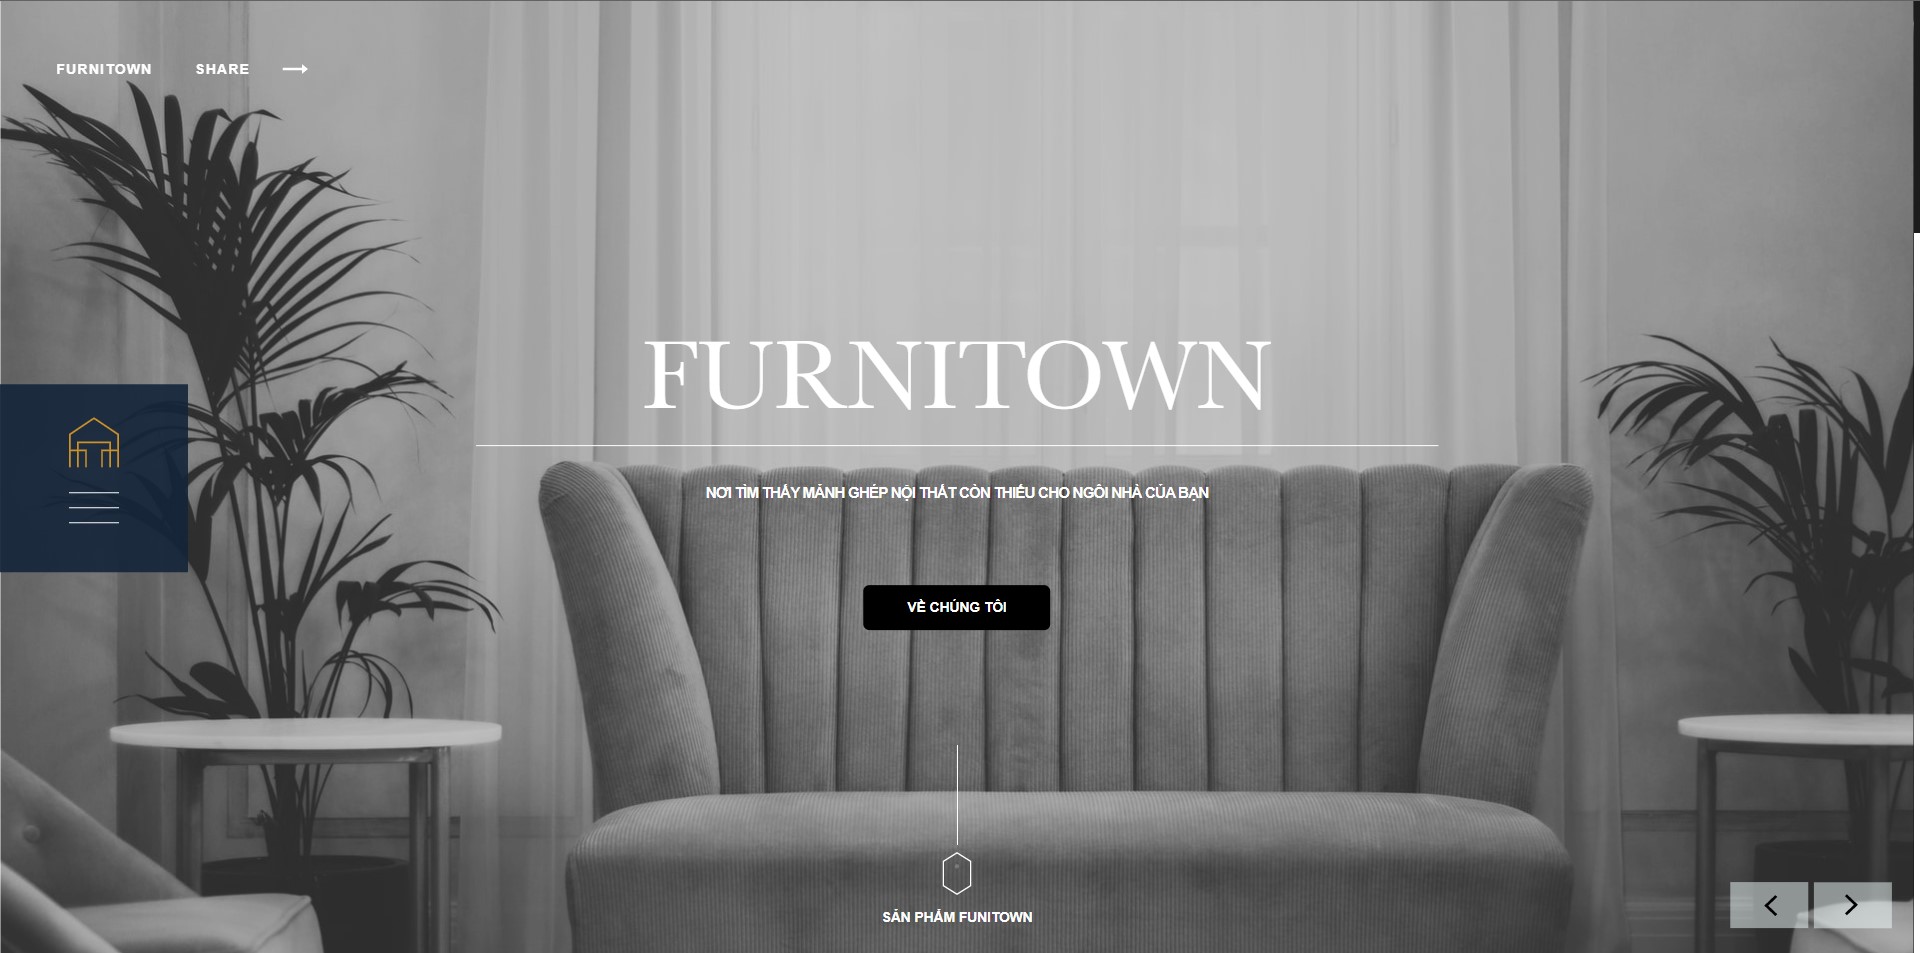 FURNITOWN SHARE
FURNITOWN
NƠI TÌM THẤY MẢNH GHÉP NỘI THẤT CÒN THIẾU CHO NGÔI NHÀ CỦA BẠN
VỀ CHÚNG TÔI
SẢN PHẨM FUNITOWN